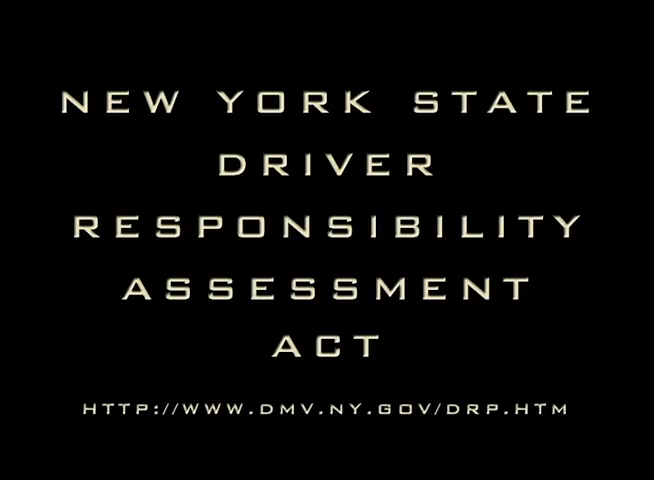 NEW YORK STATE
DRIVER
RESPONSIBILITY
ASSESSMENT
ACT
HTTP://WWW.DMV.NY.GOV/DRP.HTM